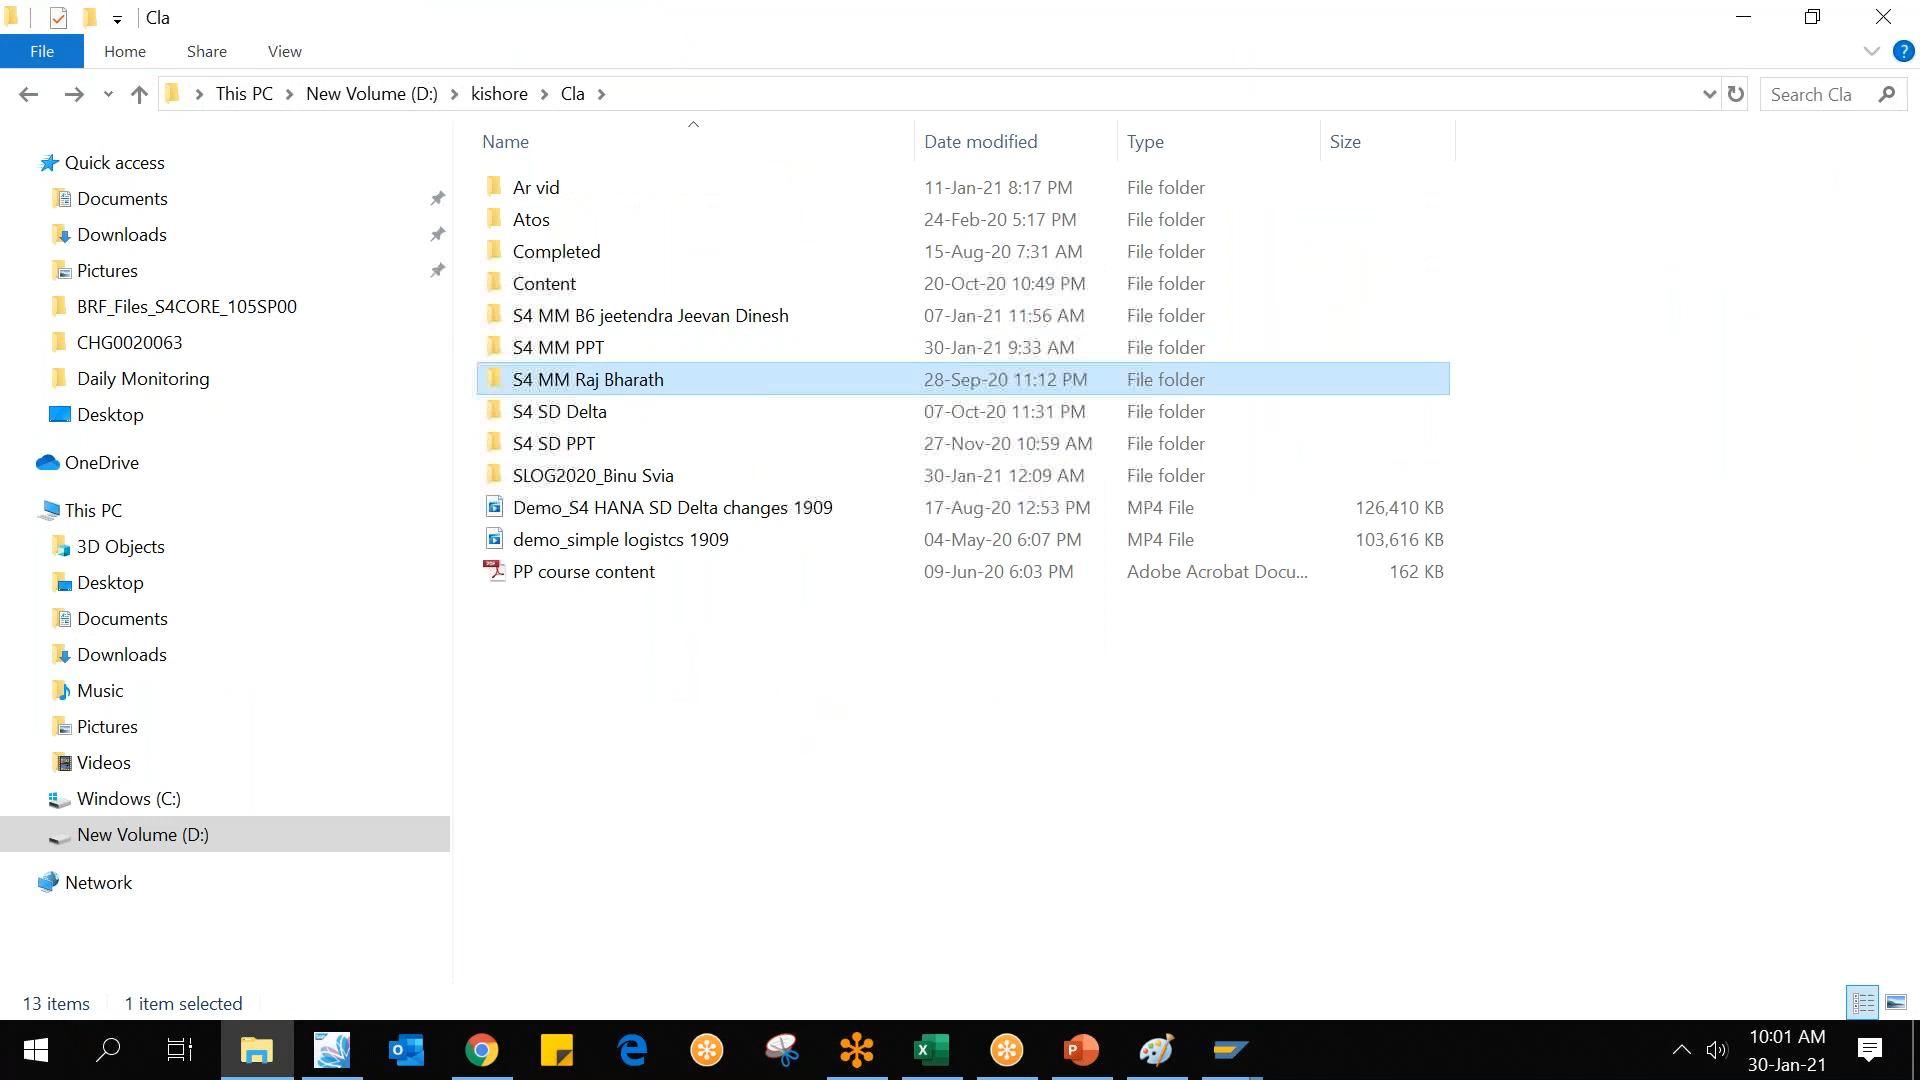 Cla
File Home Share View
This PC New Volume (D:) kishore Cla Search Cla
Name Date modified Type Size
Quick access
Documents
Downloads
Pictures
BRF_Files_S4CORE_105SP00
CHG0020063
Daily Monitoring
Desktop
OneDrive
This PC
3D Objects
Desktop
Documents
Downloads
Music
Pictures
Videos
Windows (C:)
New Volume (D:)
Network
Ar vid 11-Jan-21 8:17 PM File folder
Atos 24-Feb-20 5:17 PM File folder
Completed 15-Aug-20 7:31 AM File folder
Content 20-Oct-20 10:49 PM File folder
S4 MM B6 jeetendra Jeevan Dinesh 07-Jan-21 11:56 AM File folder
S4 MM PPT 30-Jan-21 9:33 AM File folder
S4 MM Raj Bharath 28-Sep-20 11:12 PM File folder
S4 SD Delta 07-Oct-20 11:31 PM File folder
S4 SD PPT 27-Nov-20 10:59 AM File folder
SLOG2020_Binu Svia 30-Jan-21 12:09 AM File folder
Demo_S4 HANA SD Delta changes 1909 17-Aug-20 12:53 PM MP4 File 126,410 KB
demo_simple logistcs 1909 04-May-20 6:07 PM MP4 File 103,616 KB
PP course content 09-Jun-20 6:03 PM Adobe Acrobat Docu... 162 KB
13 items 1 item selected
10:01 AM
30-Jan-21